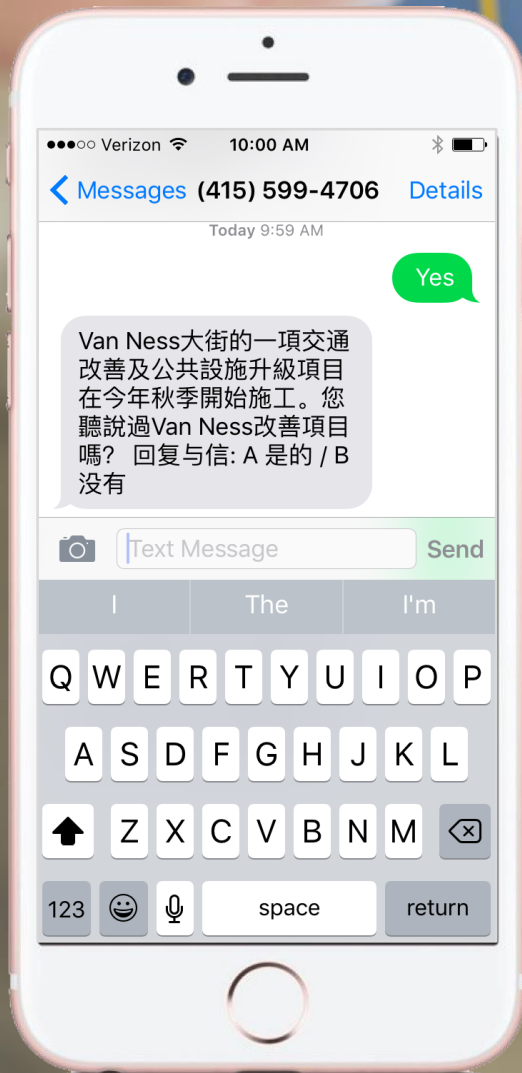 ●●●○○ Verizon 10:00 AM
Messages (415) 599-4706 Details
Today 9:59 AM
Yes
Van Ness大街的一項交通
改善及公共設施升級項目
在今年秋季開始施工。您
聽說過Van Ness改善項目
嗎? 回复与信: A 是的 / B
没有
Text Message Send
I The I'm
Q W E R T Y U I O P
A S D F G H J K L
Z X C V B N M
123 space return